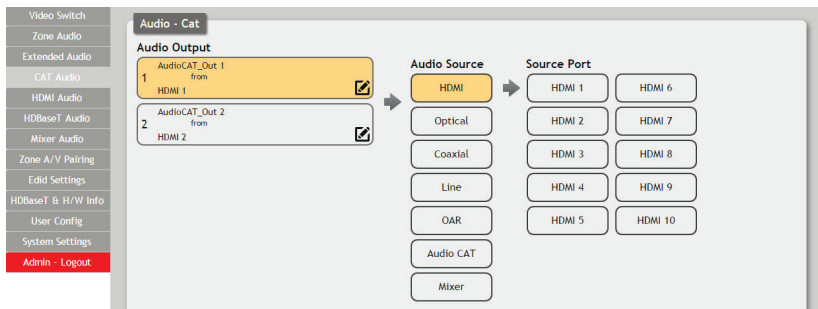 Video Switch
Zone Audio
Extended Audio
CAT Audio
HDMI Audio
HDBaseT Audio
Mixer Audio
Zone A/V Pairing
Edid Settings
HDBaseT & H/W Info
User Config
System Settings
Admin - Logout
Audio - Cat
Audio Output
1
AudioCAT_Out 1
from
HDMI 1
2
AudioCAT_Out 2
from
HDMI 2
Audio Source
HDMI
Optical
Coaxial
Line
OAR
Audio CAT
Mixer
Source Port
HDMI 1
HDMI 6
HDMI 2
HDMI 7
HDMI 3
HDMI 8
HDMI 4
HDMI 9
HDMI 5
HDMI 10